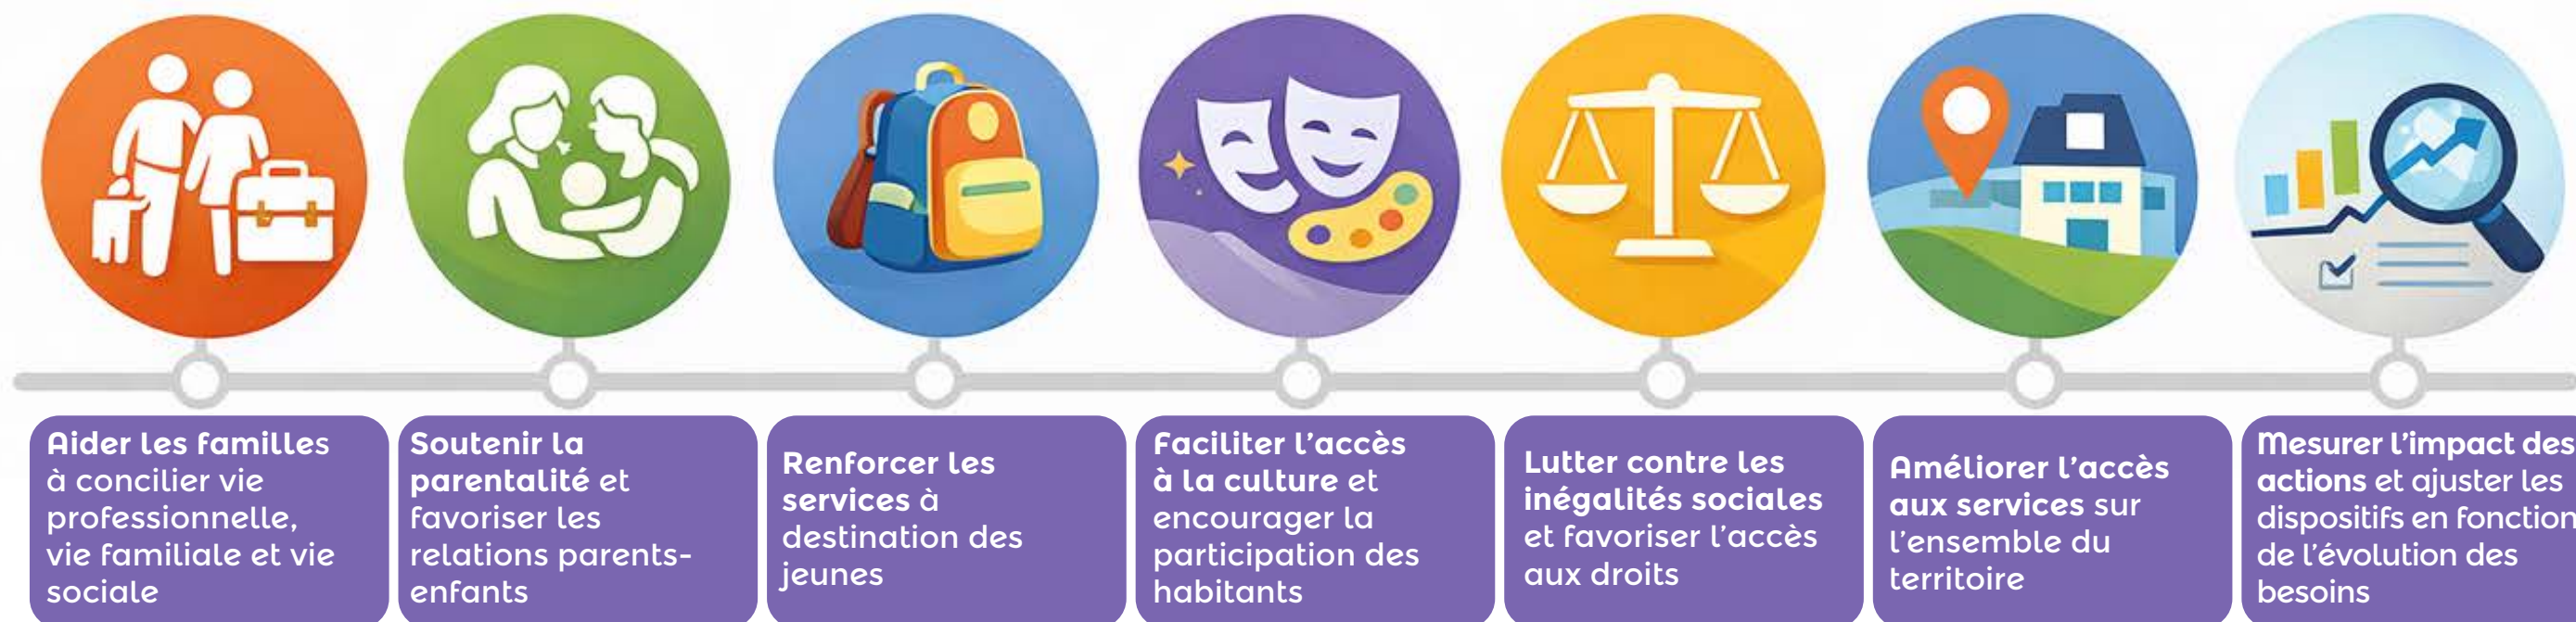 Aider les familles
à concilier vie
professionnelle,
vie familiale et vie
sociale
Soutenir la
parentalité et
favoriser les
relations parents-
enfants
Renforcer les
services à
destination des
jeunes
Faciliter l’accès
à la culture et
encourager la
participation des
habitants
Lutter contre les
inégalités sociales
et favoriser l’accès
aux droits
Améliorer l’accès
aux services sur
l’ensemble du
territoire
Mesurer l’impact des
actions et ajuster les
dispositifs en fonction
de l’évolution des
besoins